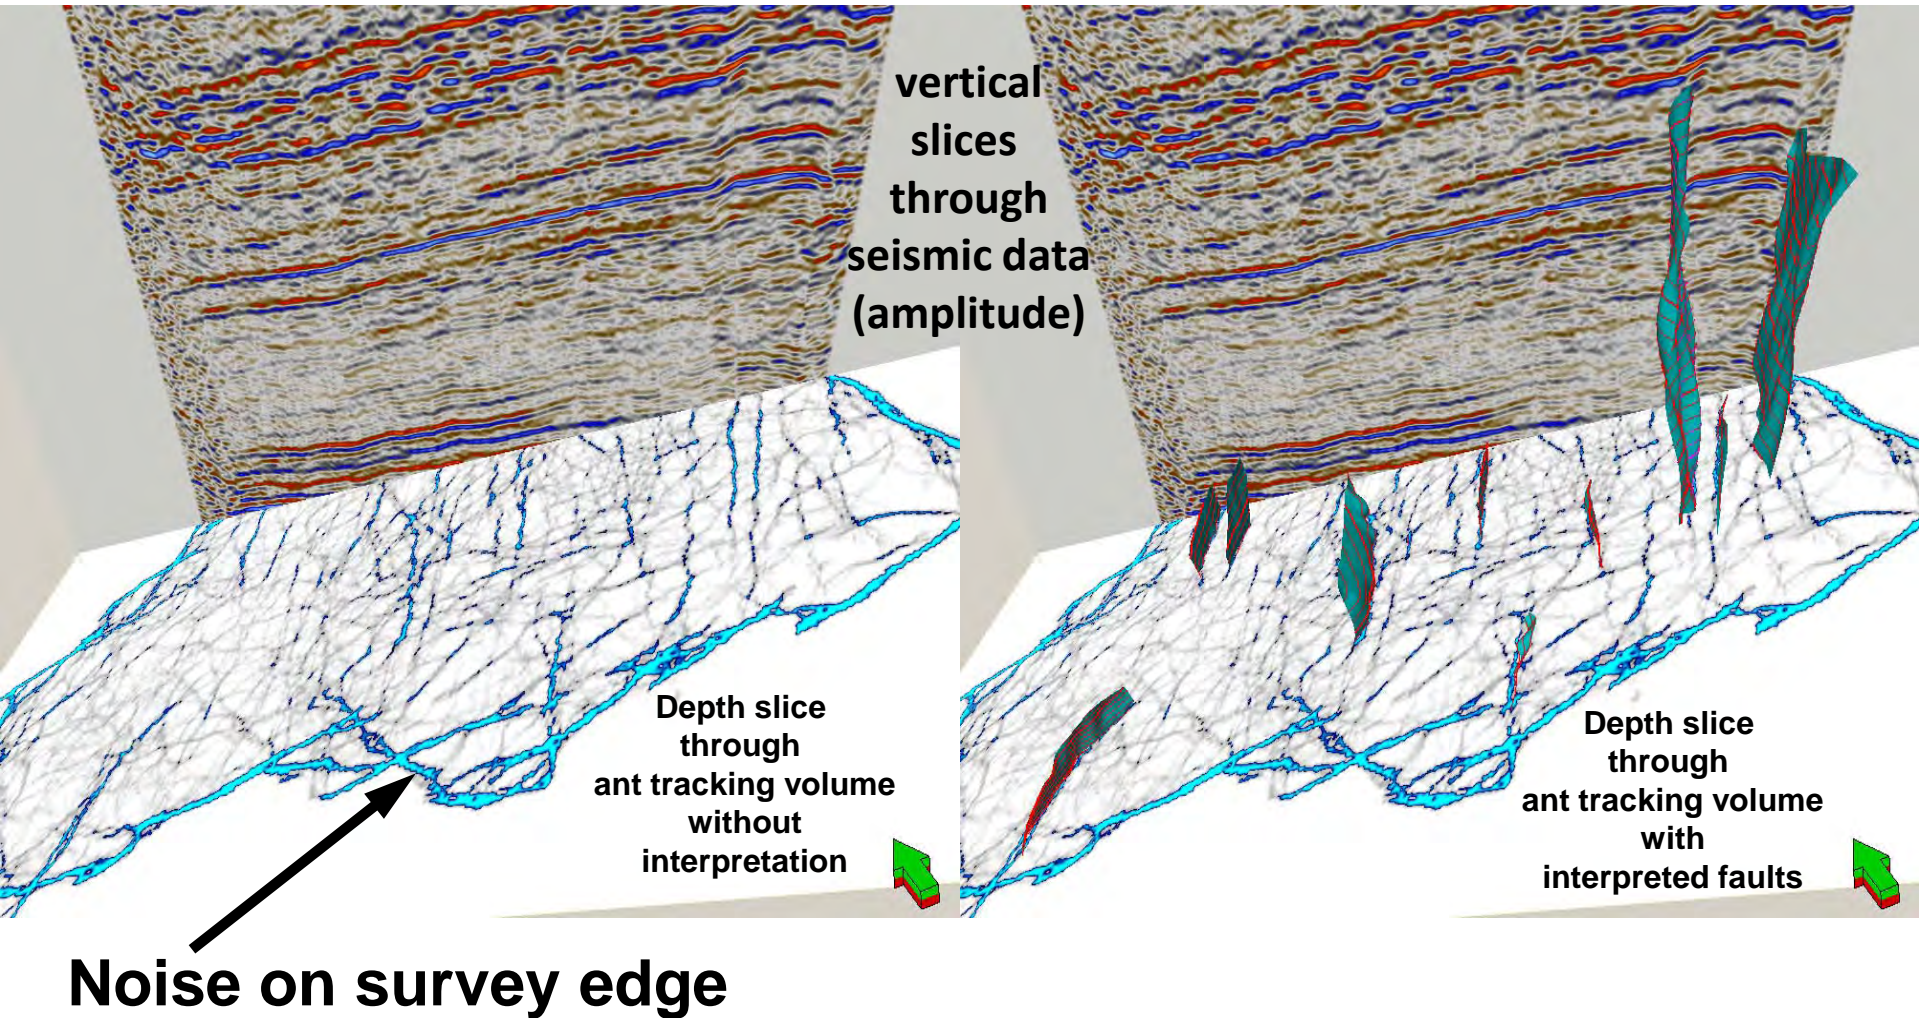 vertical
slices
through
seismic data
(amplitude)
Depth slice
through
ant tracking volume
without
interpretation
Depth slice
through
ant tracking volume
with
interpreted faults
Noise on survey edge